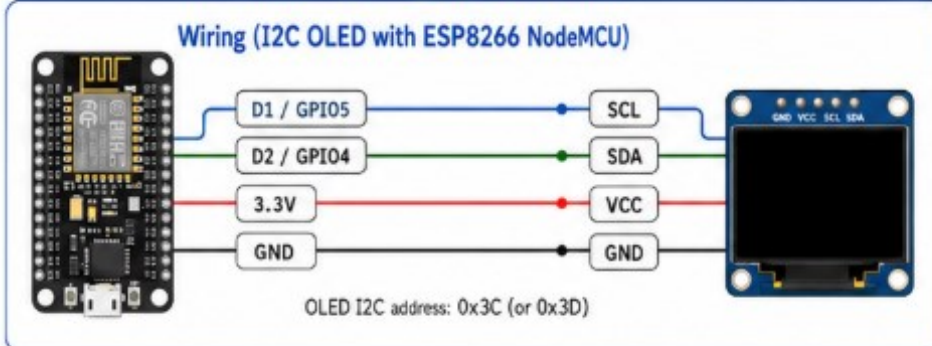 Wiring (I2C OLED with ESP8266 NodeMCU)
D1 / GPIO5
SCL
GND VCC SCL SDA
D2 / GPIO4
SDA
3.3V
VCC
GND
GND
OLED I2C address: 0x3C (or 0x3D)